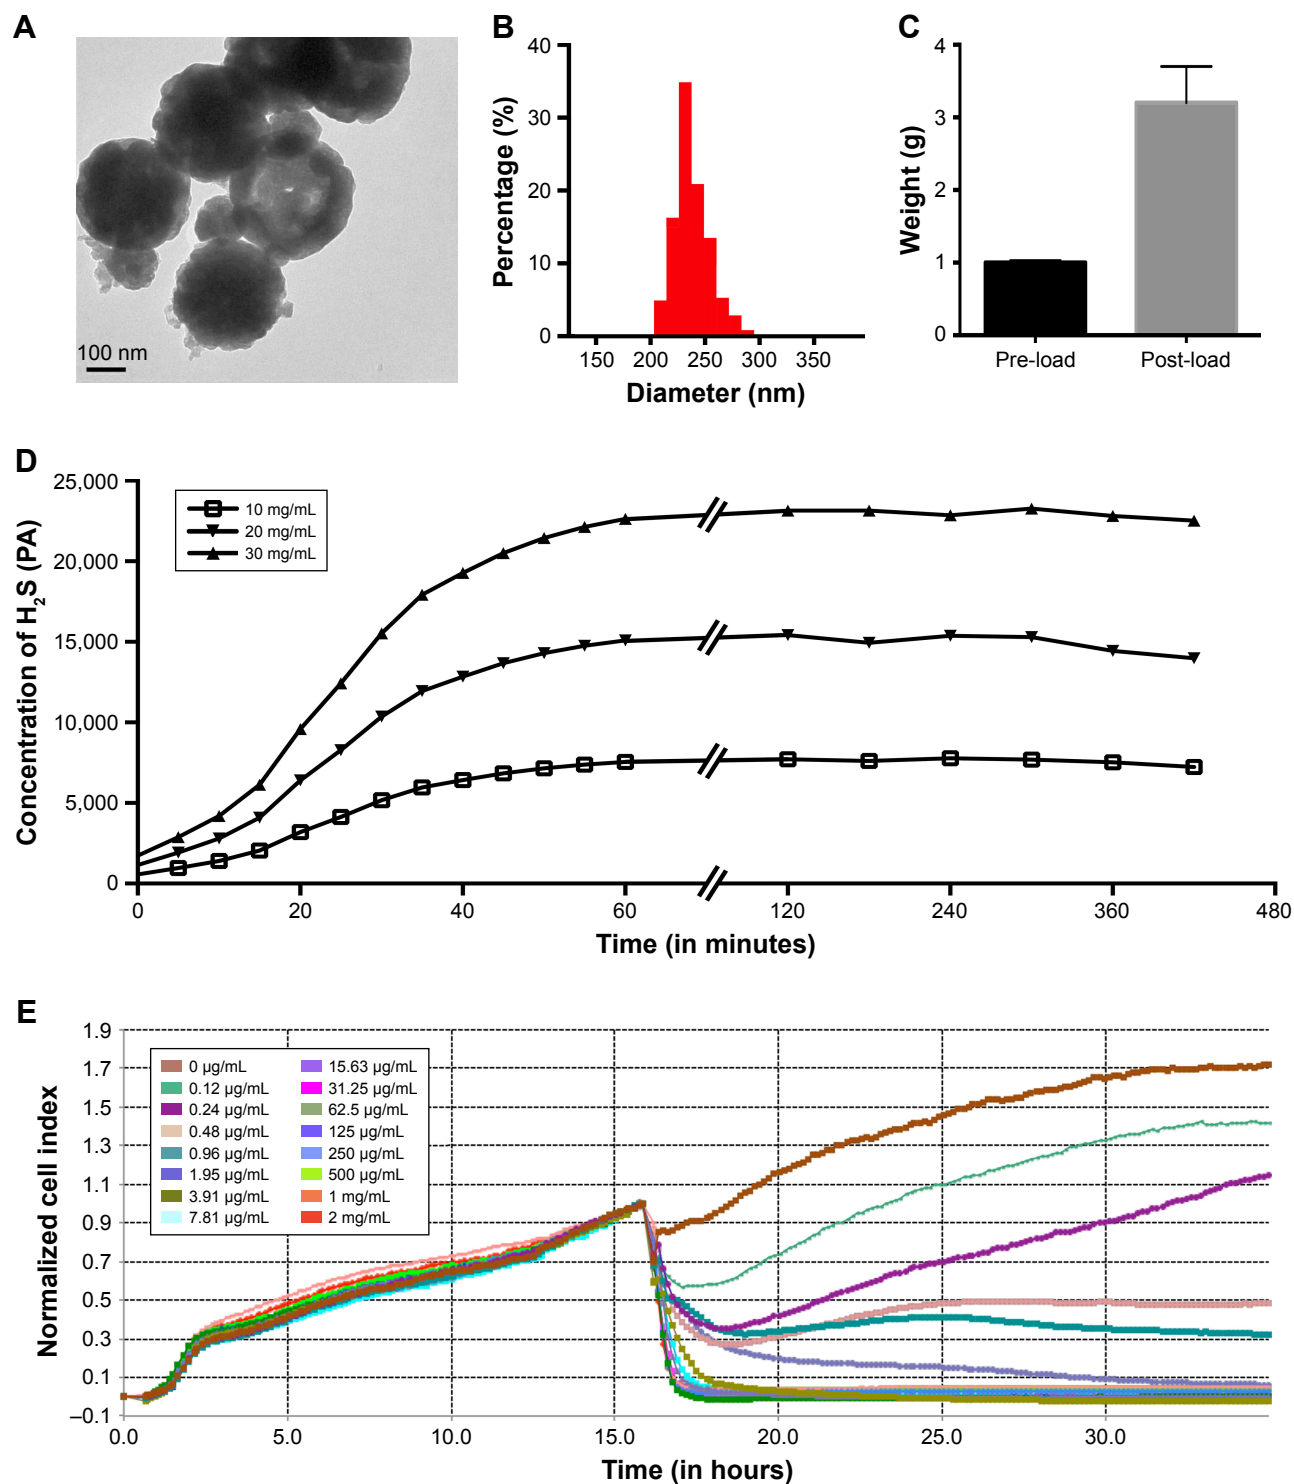 A
100 nm
B
Percentage (%)
40
30
20
10
0
150 200 250 300 350
Diameter (nm)
C
Weight (g)
4
3
2
1
0
Pre-load Post-load
D
Concentration of H₂S (PA)
25,000
20,000
15,000
10,000
5,000
0
10 mg/mL
20 mg/mL
30 mg/mL
0 20 40 60 120 240 360 480
Time (in minutes)
E
Normalized cell index
1.9
1.7
1.5
1.3
1.1
0.9
0.7
0.5
0.3
0.1
–0.1
0 µg/mL 15.63 µg/mL
0.12 µg/mL 31.25 µg/mL
0.24 µg/mL 62.5 µg/mL
0.48 µg/mL 125 µg/mL
0.96 µg/mL 250 µg/mL
1.95 µg/mL 500 µg/mL
3.91 µg/mL 1 mg/mL
7.81 µg/mL 2 mg/mL
0.0 5.0 10.0 15.0 20.0 25.0 30.0
Time (in hours)